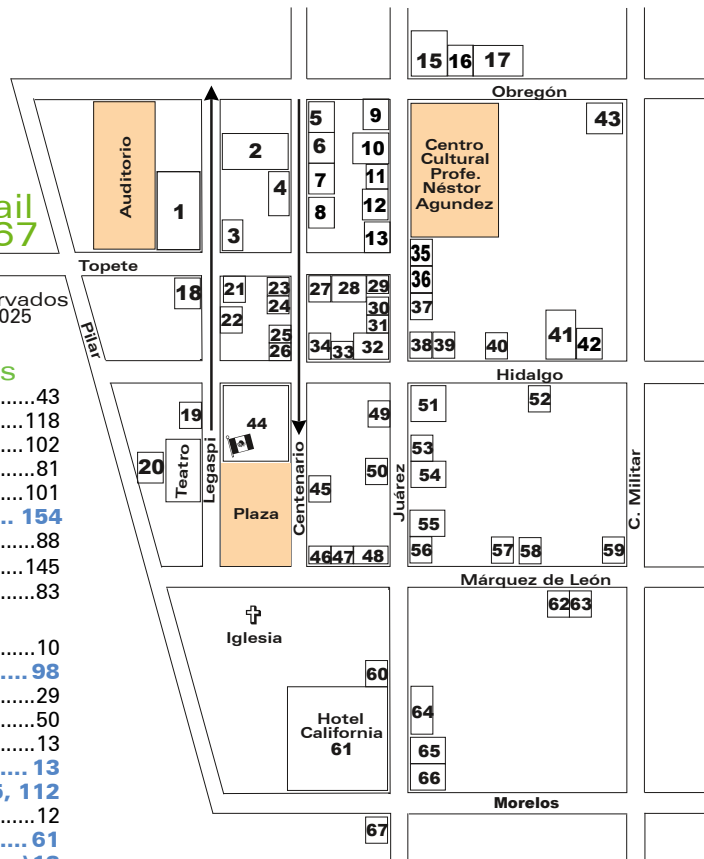 15 16 17
Obregón
5 9 43
2 6 10
Auditorio
Centro
Cultural
Profe.
Néstor
Agundez
4 7 11
1 8 12
3 13
ail
67
35
Topete
36
18 21 23 27 28 29
24 30 37
rvados
025
22 31
25
26 34 33 32 38 39 40 41 42
Pilar
Hidalgo
s
19 44 49 51 52
20 Teatro Legaspi Centenario Juárez C. Militar
50 53
54
45
Plaza
55
46 47 48 56 57 58 59
Márquez de León
62 63
Iglesia
60
Hotel
California
61
64
65
66
Morelos
67
......43
.....118
.....102
......81
.....101
.. 154
......88
.....145
......83
......10
.... 98
......29
......50
......13
.... 13
, 112
......12
.... 61